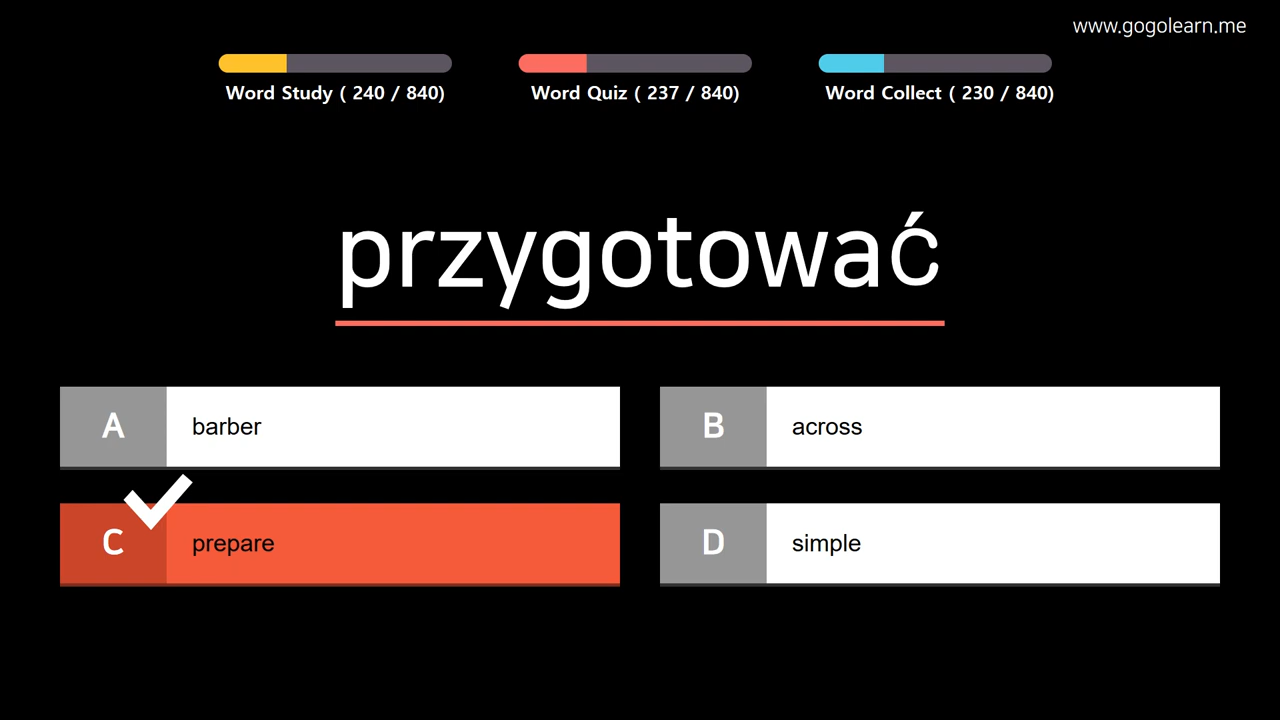 www.gogolearn.me
Word Study ( 240 / 840)
Word Quiz ( 237 / 840)
Word Collect ( 230 / 840)
przygotować
A barber
B across
C prepare
D simple